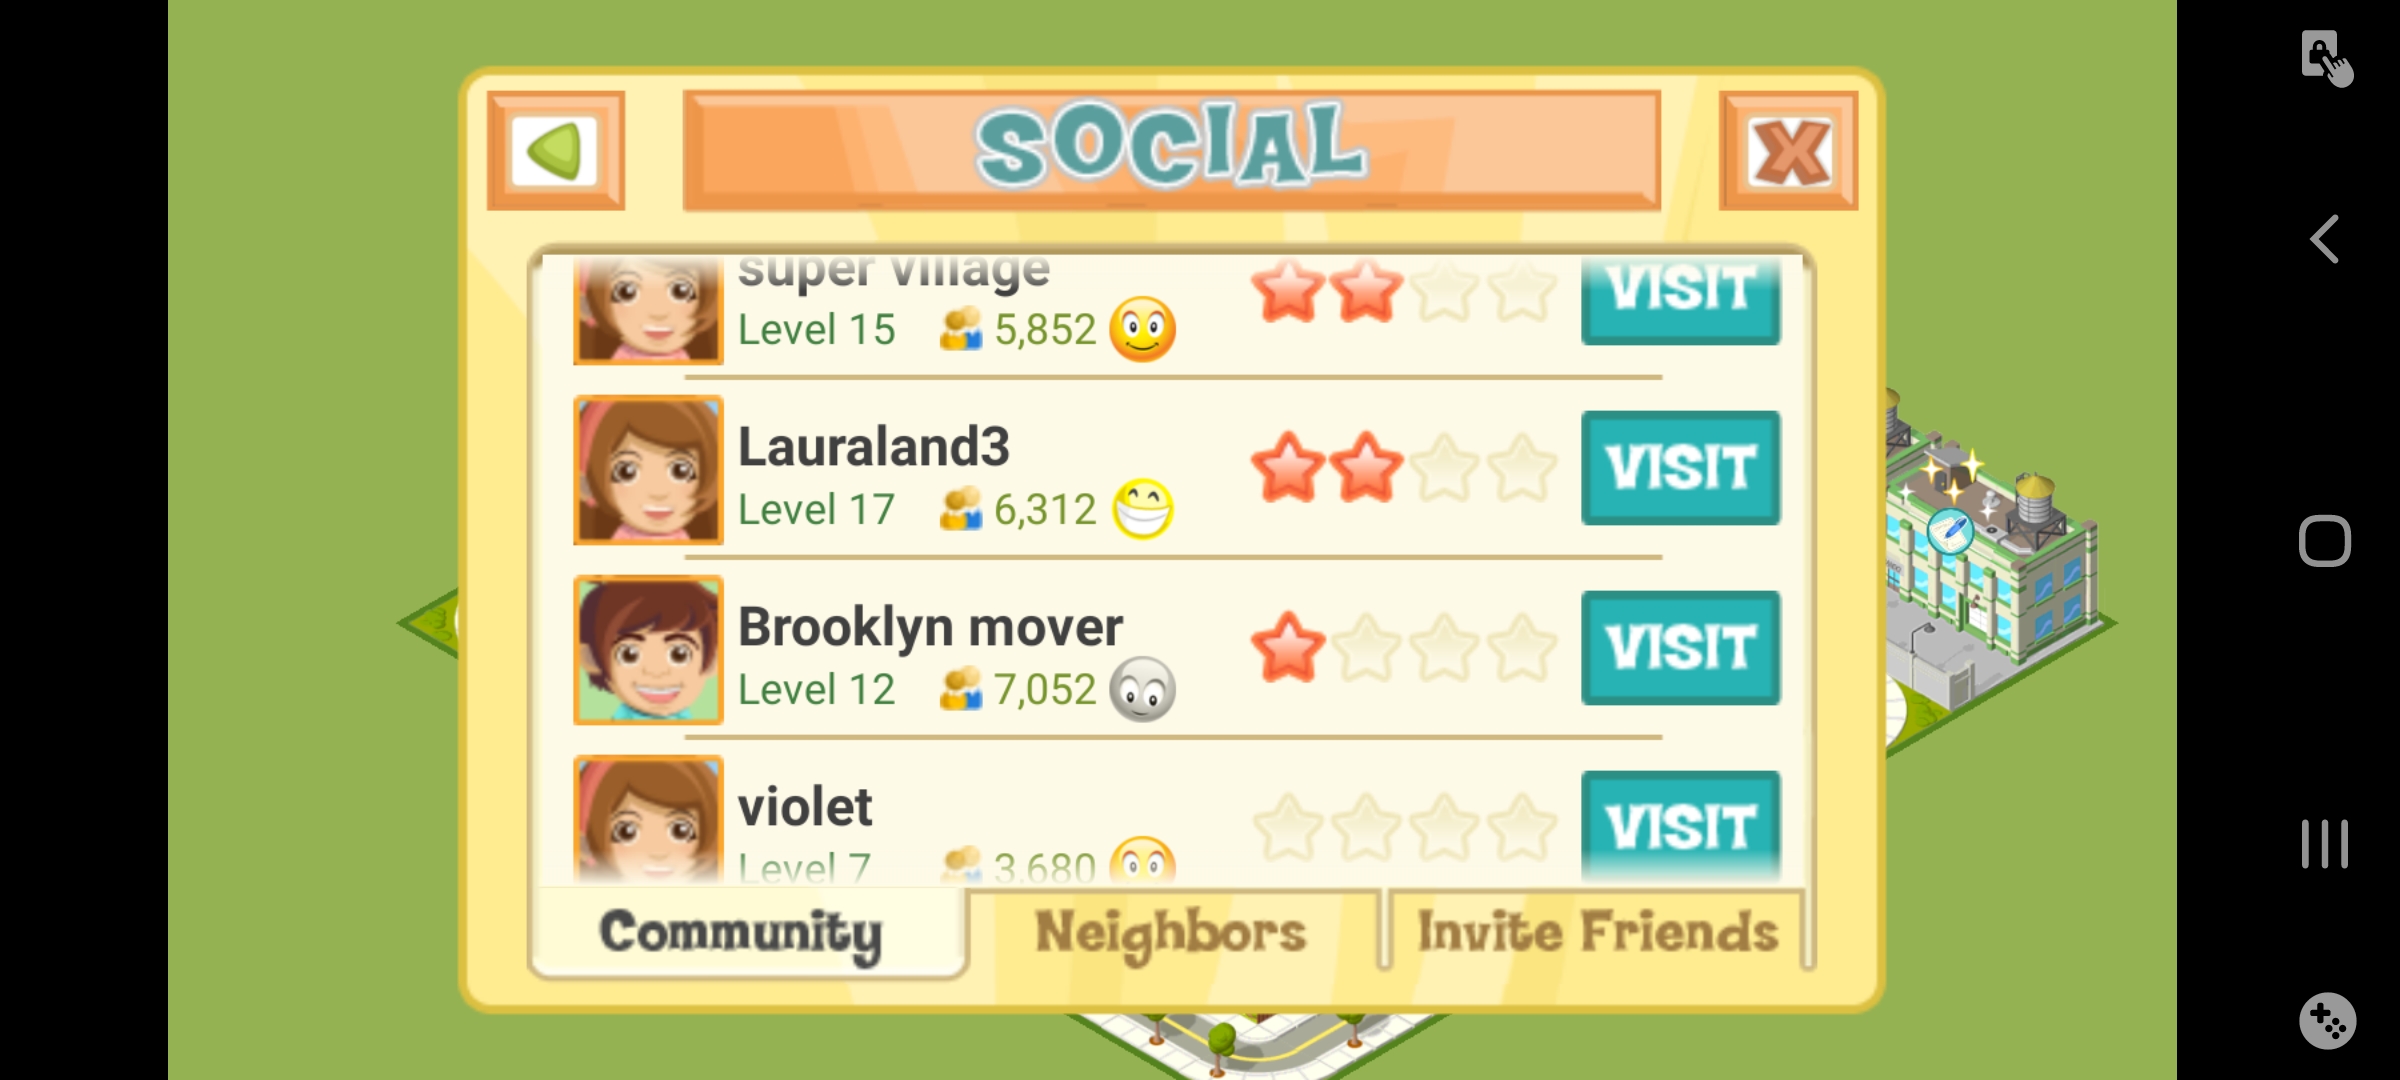 SOCIAL
super village
Level 15 5,852
VISIT
Lauraland3
Level 17 6,312
VISIT
Brooklyn mover
Level 12 7,052
VISIT
violet
Level 7 3,680
VISIT
Community Neighbors Invite Friends